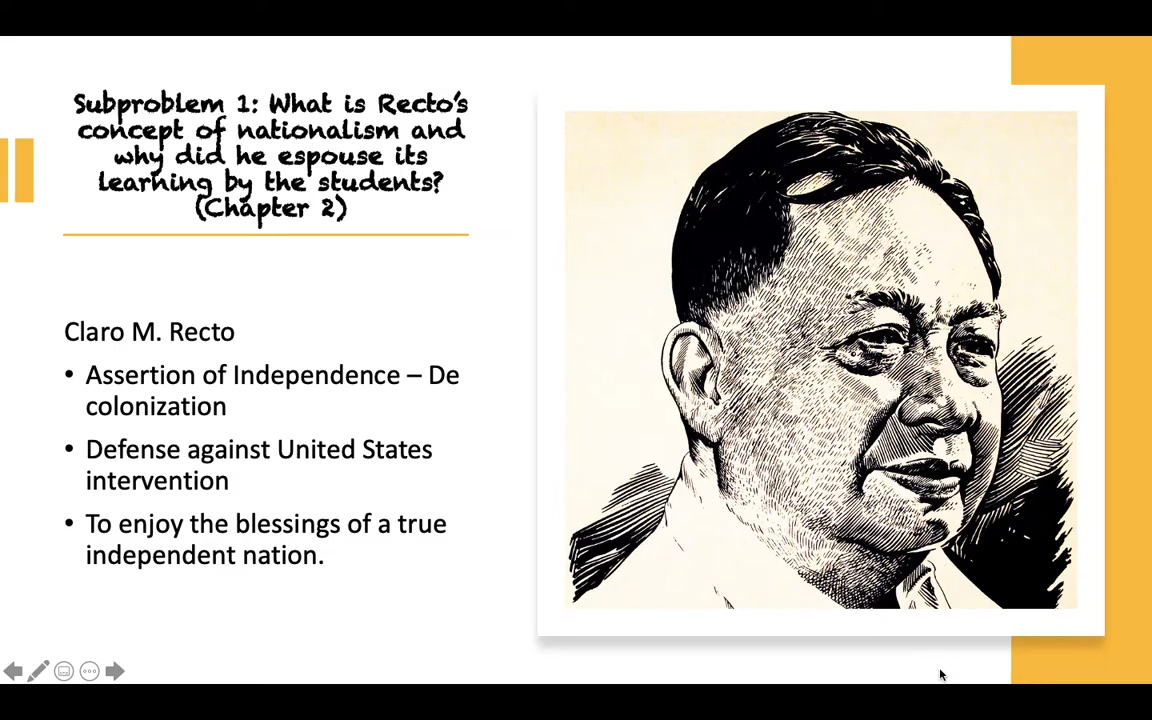 Subproblem 1: What is Recto's
concept of nationalism and
why did he espouse its
learning by the students?
(Chapter 2)
Claro M. Recto
• Assertion of Independence – De
colonization
• Defense against United States
intervention
• To enjoy the blessings of a true
independent nation.